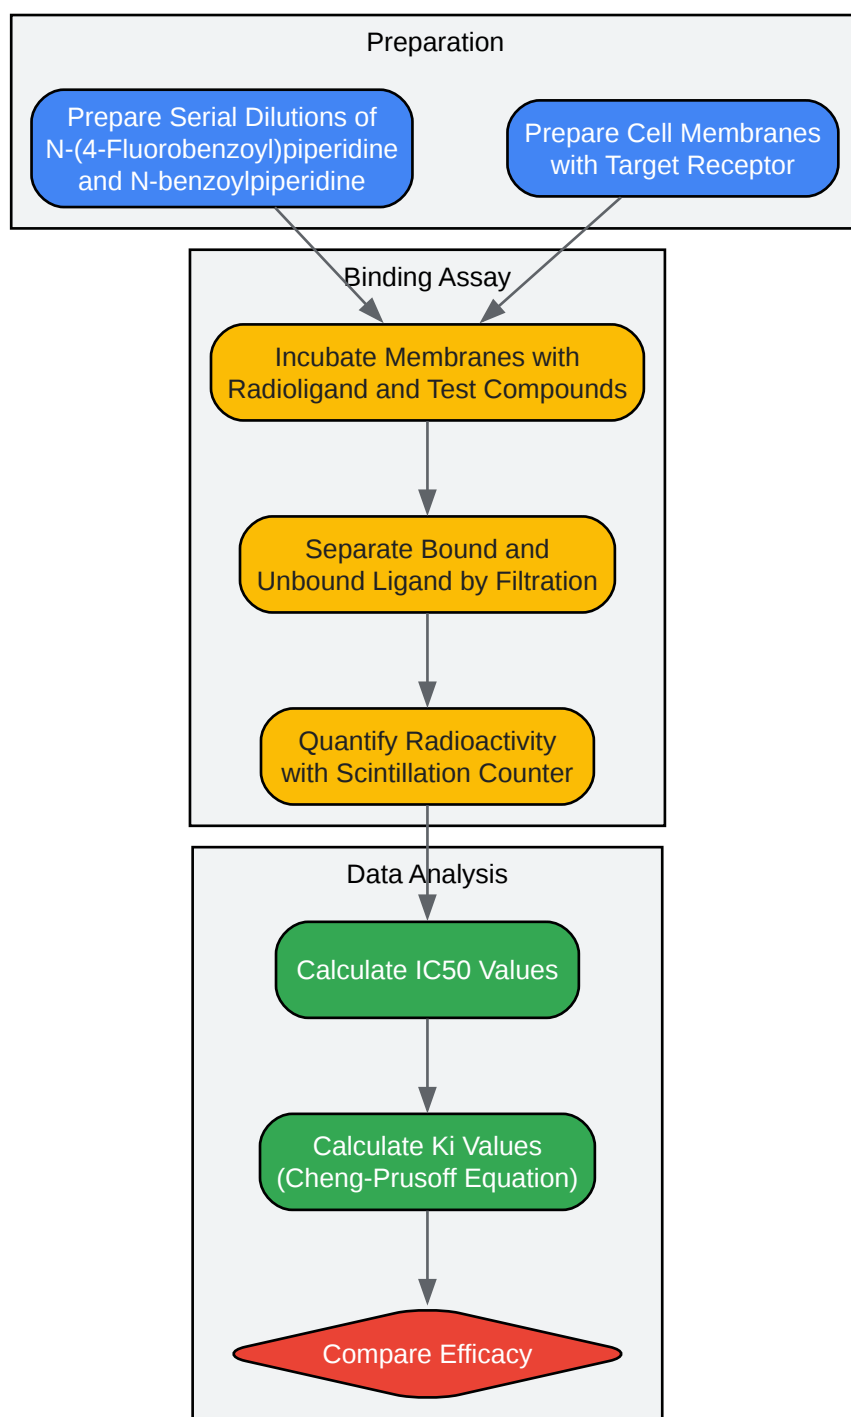 Preparation
Prepare Serial Dilutions of
N-(4-Fluorobenzoyl)piperidine
and N-benzoylpiperidine
Prepare Cell Membranes
with Target Receptor
Binding Assay
Incubate Membranes with
Radioligand and Test Compounds
Separate Bound and
Unbound Ligand by Filtration
Quantify Radioactivity
with Scintillation Counter
Data Analysis
Calculate IC50 Values
Calculate Ki Values
(Cheng-Prusoff Equation)
Compare Efficacy